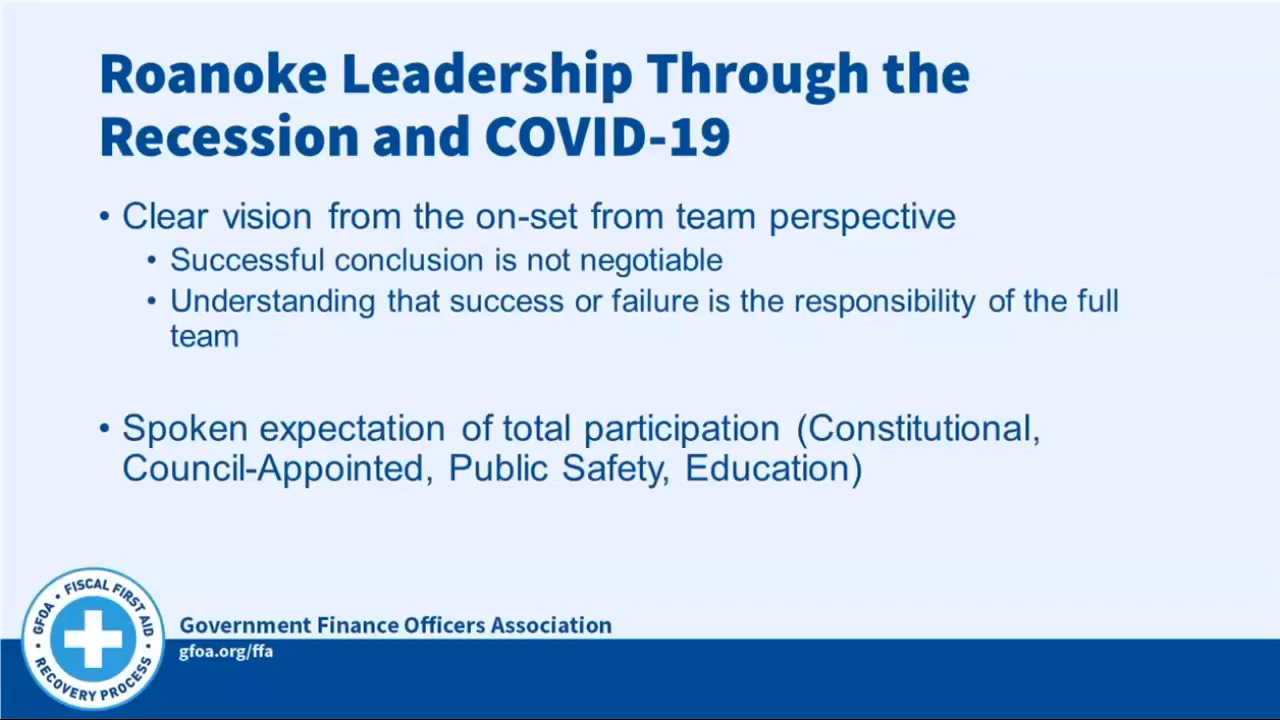 Roanoke Leadership Through the
Recession and COVID-19
• Clear vision from the on-set from team perspective
• Successful conclusion is not negotiable
• Understanding that success or failure is the responsibility of the full
team
• Spoken expectation of total participation (Constitutional,
Council-Appointed, Public Safety, Education)
GFOA • FISCAL FIRST AID • RECOVERY PROCESS •
Government Finance Officers Association
gfoa.org/ffa